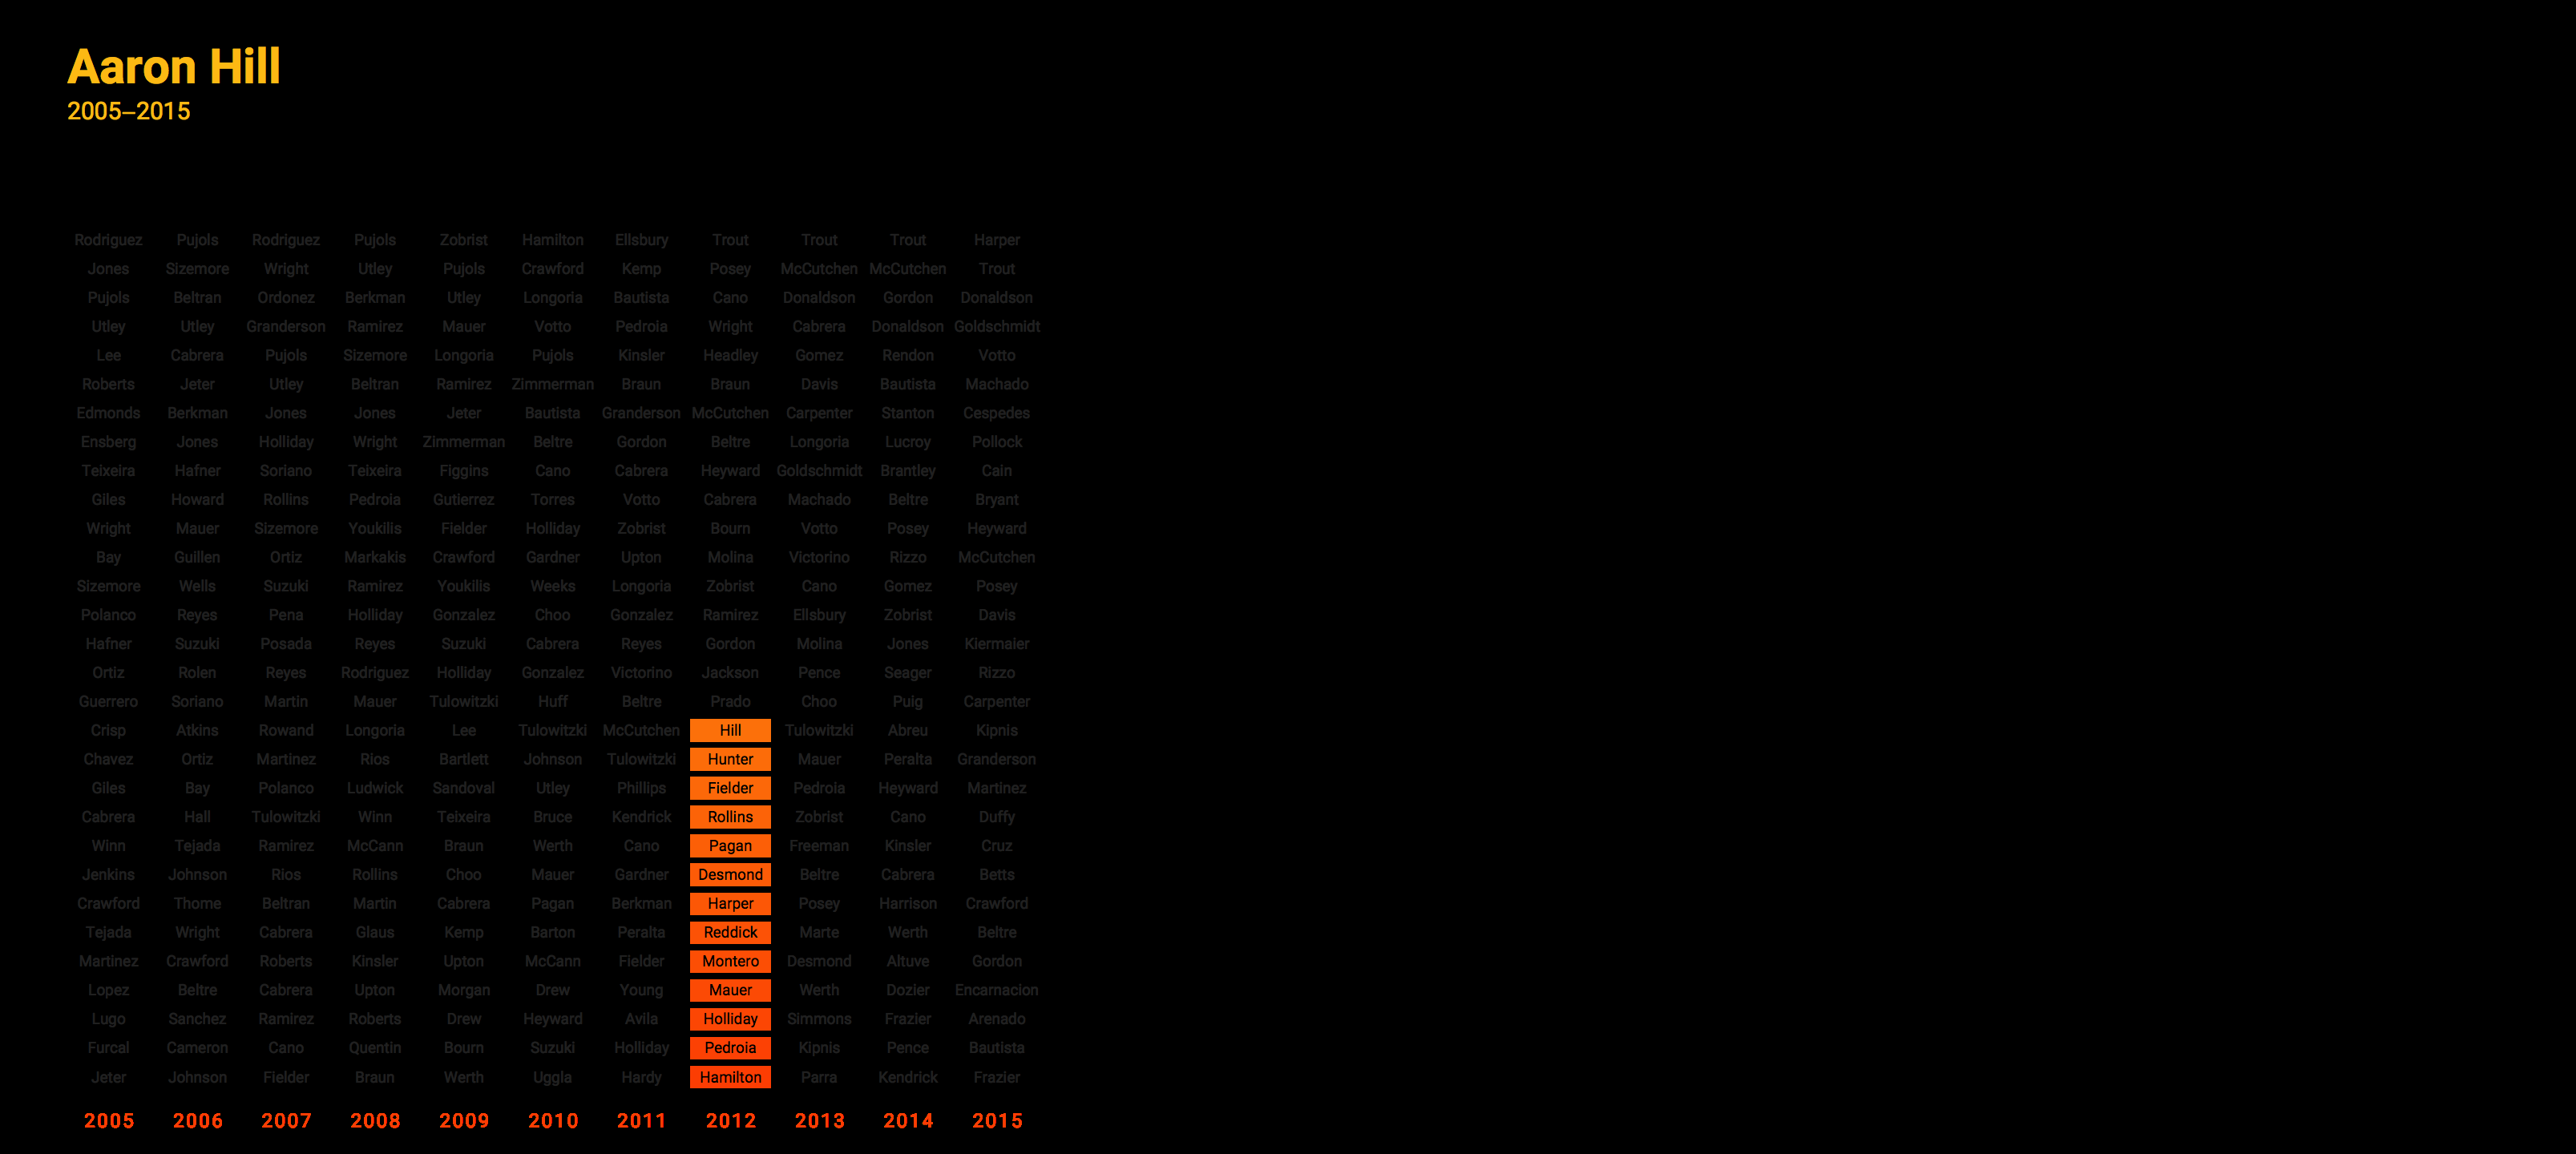 Aaron Hill
2005–2015
Rodriguez Pujols Rodriguez Pujols Zobrist Hamilton Ellsbury Trout Trout Trout Harper
Jones Sizemore Wright Utley Pujols Crawford Kemp Posey McCutchen McCutchen Trout
Pujols Beltran Ordonez Berkman Utley Longoria Bautista Cano Donaldson Gordon Donaldson
Utley Utley Granderson Ramirez Mauer Votto Pedroia Wright Cabrera Donaldson Goldschmidt
Lee Cabrera Pujols Sizemore Longoria Pujols Kinsler Headley Gomez Rendon Votto
Roberts Jeter Utley Beltran Ramirez Zimmerman Braun Braun Davis Bautista Machado
Edmonds Berkman Jones Jones Jeter Bautista Granderson McCutchen Carpenter Stanton Cespedes
Ensberg Jones Holliday Wright Zimmerman Beltre Gordon Beltre Longoria Lucroy Pollock
Teixeira Hafner Soriano Teixeira Figgins Cano Cabrera Heyward Goldschmidt Brantley Cain
Giles Howard Rollins Pedroia Gutierrez Torres Votto Cabrera Machado Beltre Bryant
Wright Mauer Sizemore Youkilis Fielder Holliday Zobrist Bourn Votto Posey Heyward
Bay Guillen Ortiz Markakis Crawford Gardner Upton Molina Victorino Rizzo McCutchen
Sizemore Wells Suzuki Ramirez Youkilis Weeks Longoria Zobrist Cano Gomez Posey
Polanco Reyes Pena Holliday Gonzalez Choo Gonzalez Ramirez Ellsbury Zobrist Davis
Hafner Suzuki Posada Reyes Suzuki Cabrera Reyes Gordon Molina Jones Kiermaier
Ortiz Rolen Reyes Rodriguez Holliday Gonzalez Victorino Jackson Pence Seager Rizzo
Guerrero Soriano Martin Mauer Tulowitzki Huff Beltre Prado Choo Puig Carpenter
Crisp Atkins Rowand Longoria Lee Tulowitzki McCutchen Hill Tulowitzki Abreu Kipnis
Chavez Ortiz Martinez Rios Bartlett Johnson Tulowitzki Hunter Mauer Peralta Granderson
Giles Bay Polanco Ludwick Sandoval Utley Phillips Fielder Pedroia Heyward Martinez
Cabrera Hall Tulowitzki Winn Teixeira Bruce Kendrick Rollins Zobrist Cano Duffy
Winn Tejada Ramirez McCann Braun Werth Cano Pagan Freeman Kinsler Cruz
Jenkins Johnson Rios Rollins Choo Mauer Gardner Desmond Beltre Cabrera Betts
Crawford Thome Beltran Martin Cabrera Pagan Berkman Harper Posey Harrison Crawford
Tejada Wright Cabrera Glaus Kemp Barton Peralta Reddick Marte Werth Beltre
Martinez Crawford Roberts Kinsler Upton McCann Fielder Montero Desmond Altuve Gordon
Lopez Beltre Cabrera Upton Morgan Drew Young Mauer Werth Dozier Encarnacion
Lugo Sanchez Ramirez Roberts Drew Heyward Avila Holliday Simmons Frazier Arenado
Furcal Cameron Cano Quentin Bourn Suzuki Holliday Pedroia Kipnis Pence Bautista
Jeter Johnson Fielder Braun Werth Uggla Hardy Hamilton Parra Kendrick Frazier
2005 2006 2007 2008 2009 2010 2011 2012 2013 2014 2015